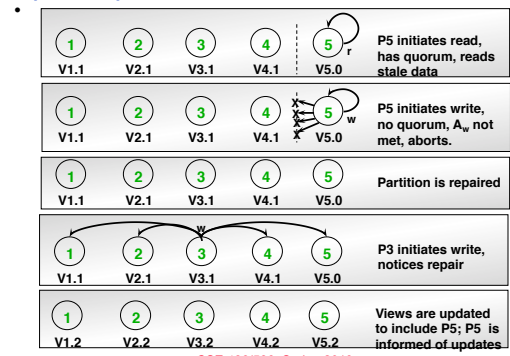 1 2 3 4 5 r
V1.1 V2.1 V3.1 V4.1 V5.0
P5 initiates read,
has quorum, reads
stale data
1 2 3 4 X X X X 5 w
V1.1 V2.1 V3.1 V4.1 V5.0
P5 initiates write,
no quorum, Aw not
met, aborts.
1 2 3 4 5
V1.1 V2.1 V3.1 V4.1 V5.0
Partition is repaired
w
1 2 3 4 5
V1.1 V2.1 V3.1 V4.1 V5.0
P3 initiates write,
notices repair
1 2 3 4 5
V1.2 V2.2 V3.2 V4.2 V5.2
Views are updated
to include P5; P5 is
informed of updates